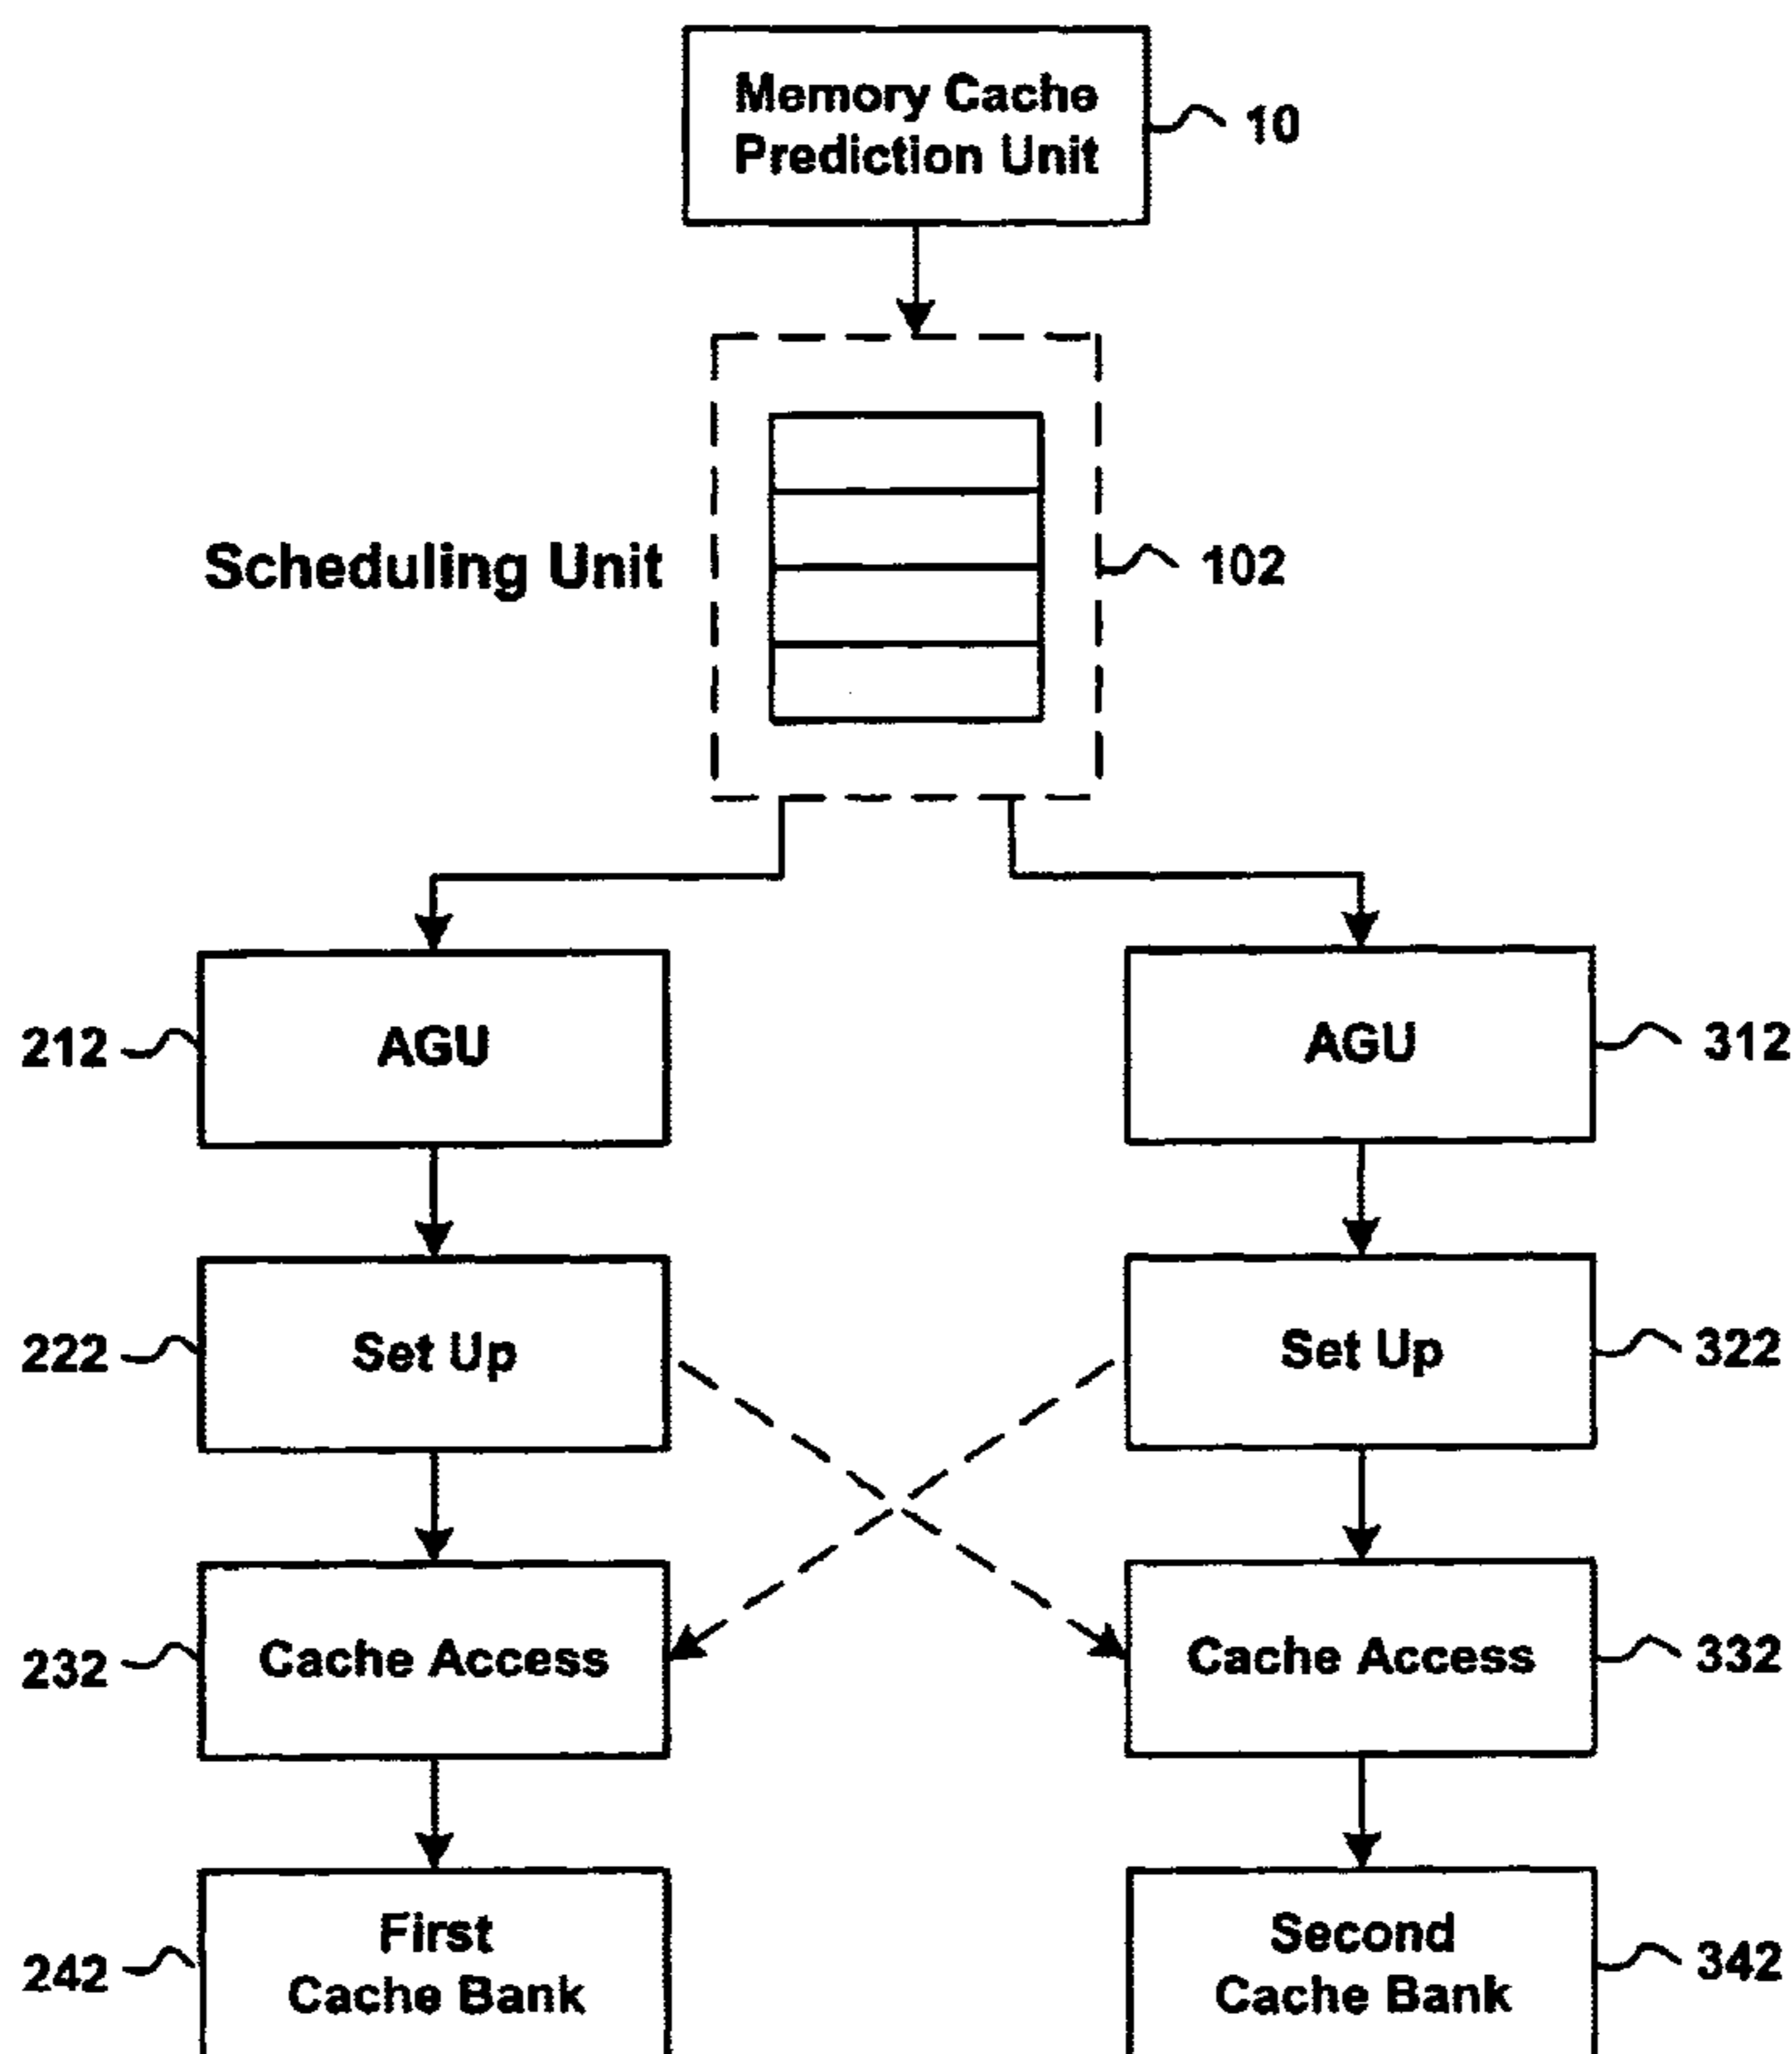 Memory Cache
Prediction Unit
10
Scheduling Unit
102
212
AGU
AGU
312
222
Set Up
Set Up
322
232
Cache Access
Cache Access
332
242
First
Cache Bank
Second
Cache Bank
342